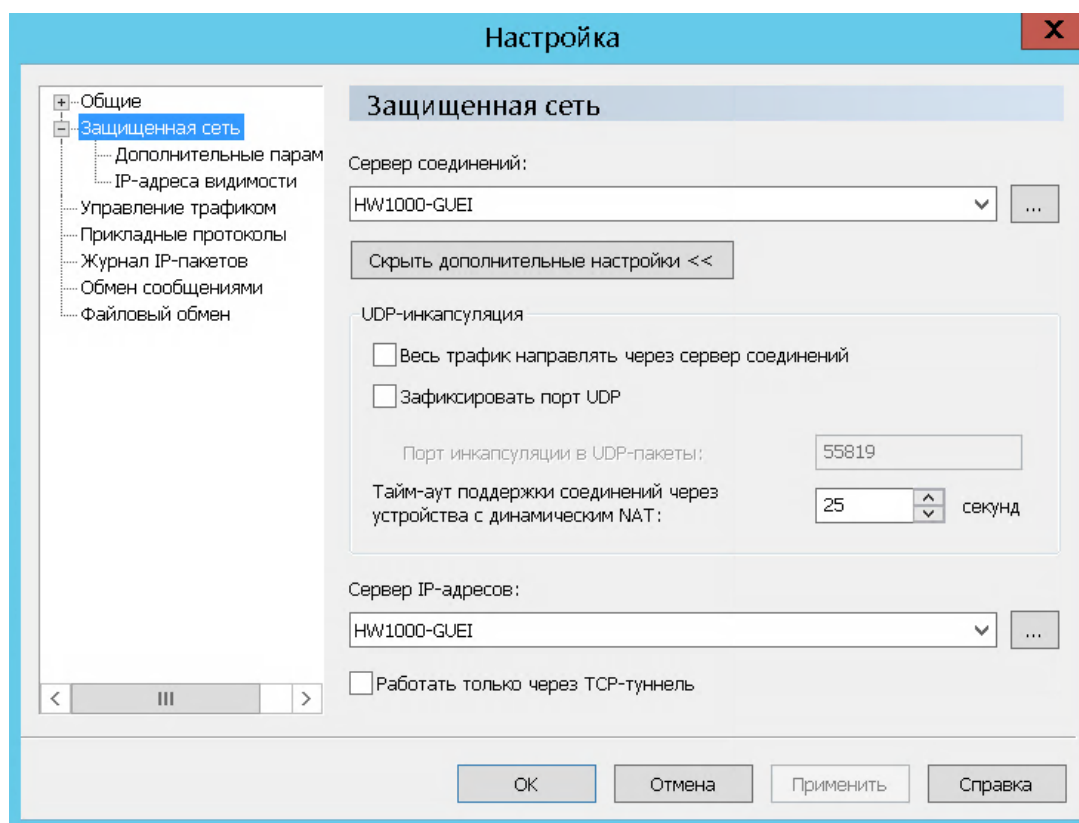 Настройка
X
Общие
Защищенная сеть
Дополнительные парам
IP-адреса видимости
Управление трафиком
Прикладные протоколы
Журнал IP-пакетов
Обмен сообщениями
Файловый обмен
Защищенная сеть
Сервер соединений:
HW1000-GUEI
...
Скрыть дополнительные настройки <<
UDP-инкапсуляция
Весь трафик направлять через сервер соединений
Зафиксировать порт UDP
Порт инкапсуляции в UDP-пакеты:
55819
Тайм-аут поддержки соединений через
устройства с динамическим NAT:
25
секунд
Сервер IP-адресов:
HW1000-GUEI
...
Работать только через TCP-туннель
OK
Отмена
Применить
Справка